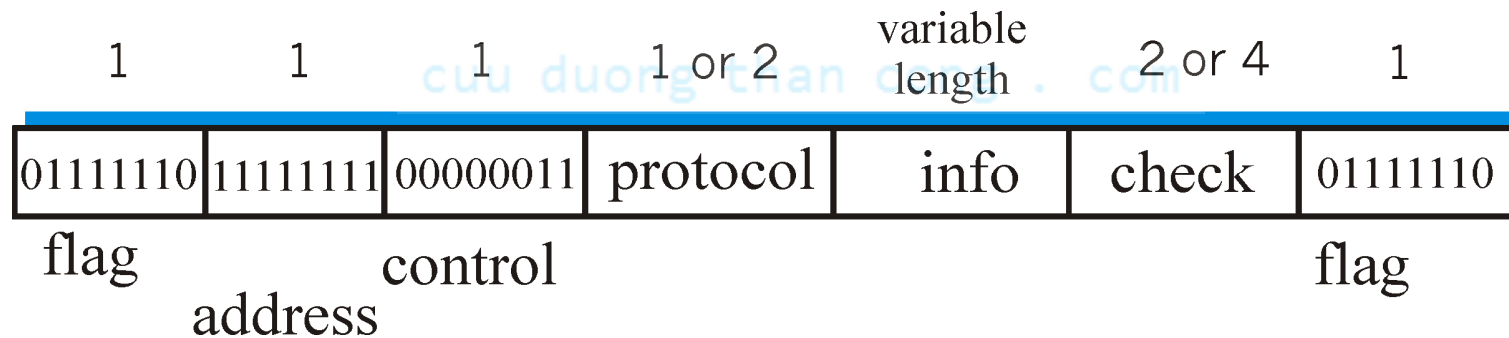 1 1 1 1 or 2 variable length 2 or 4 1
cuu duong than cong . com
01111110 11111111 00000011 protocol info check 01111110
flag address control flag